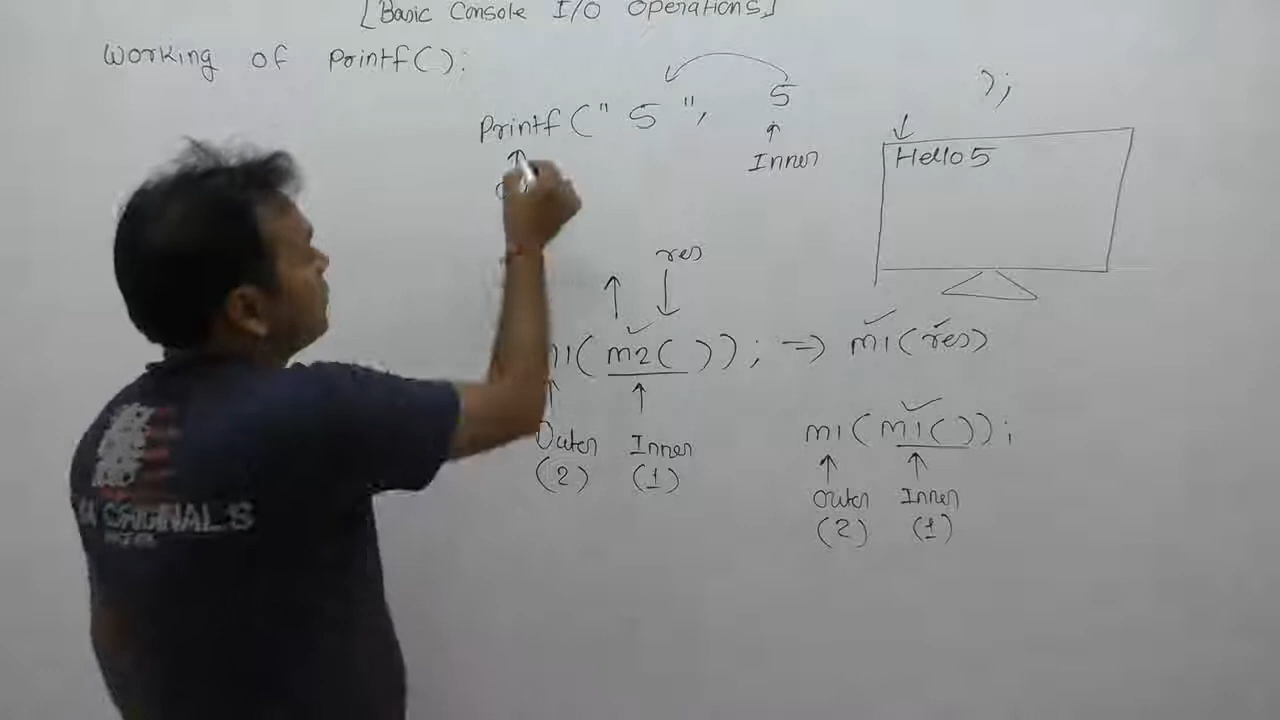 [Basic Console I/O Operations]
Working of Printf():
Printf(" 5 ", 5 );
Inner
Hello 5
res
m1(m2()); => m1(res)
Outer Inner
(2) (1)
m1(m1());
Outer Inner
(2) (1)
ORIGINAL'S